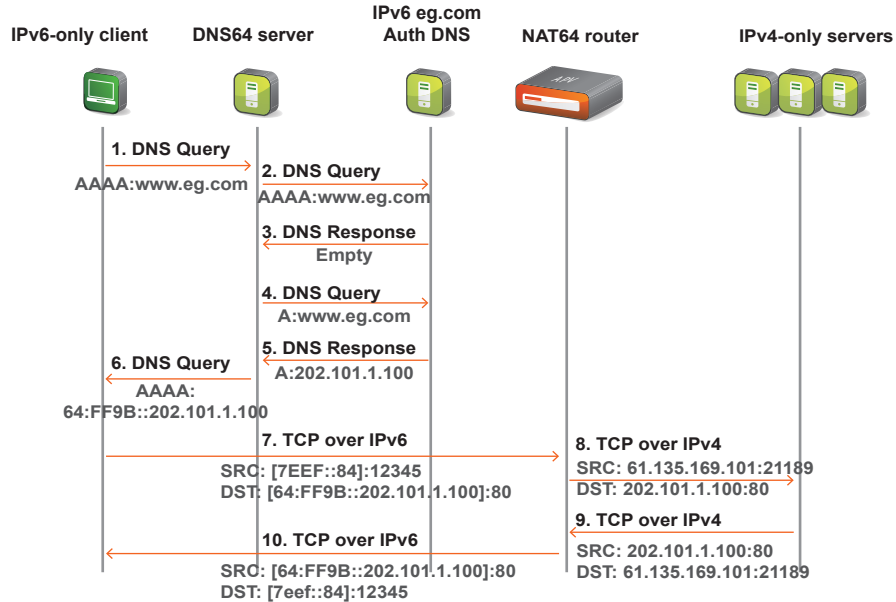 IPv6-only client
DNS64 server
IPv6 eg.com
Auth DNS
NAT64 router
IPv4-only servers
APV
1. DNS Query
AAAA:www.eg.com
2. DNS Query
AAAA:www.eg.com
3. DNS Response
Empty
4. DNS Query
A:www.eg.com
5. DNS Response
A:202.101.1.100
6. DNS Query
AAAA:
64:FF9B::202.101.1.100
7. TCP over IPv6
SRC: [7EEF::84]:12345
DST: [64:FF9B::202.101.1.100]:80
8. TCP over IPv4
SRC: 61.135.169.101:21189
DST: 202.101.1.100:80
9. TCP over IPv4
SRC: 202.101.1.100:80
DST: 61.135.169.101:21189
10. TCP over IPv6
SRC: [64:FF9B::202.101.1.100]:80
DST: [7eef::84]:12345